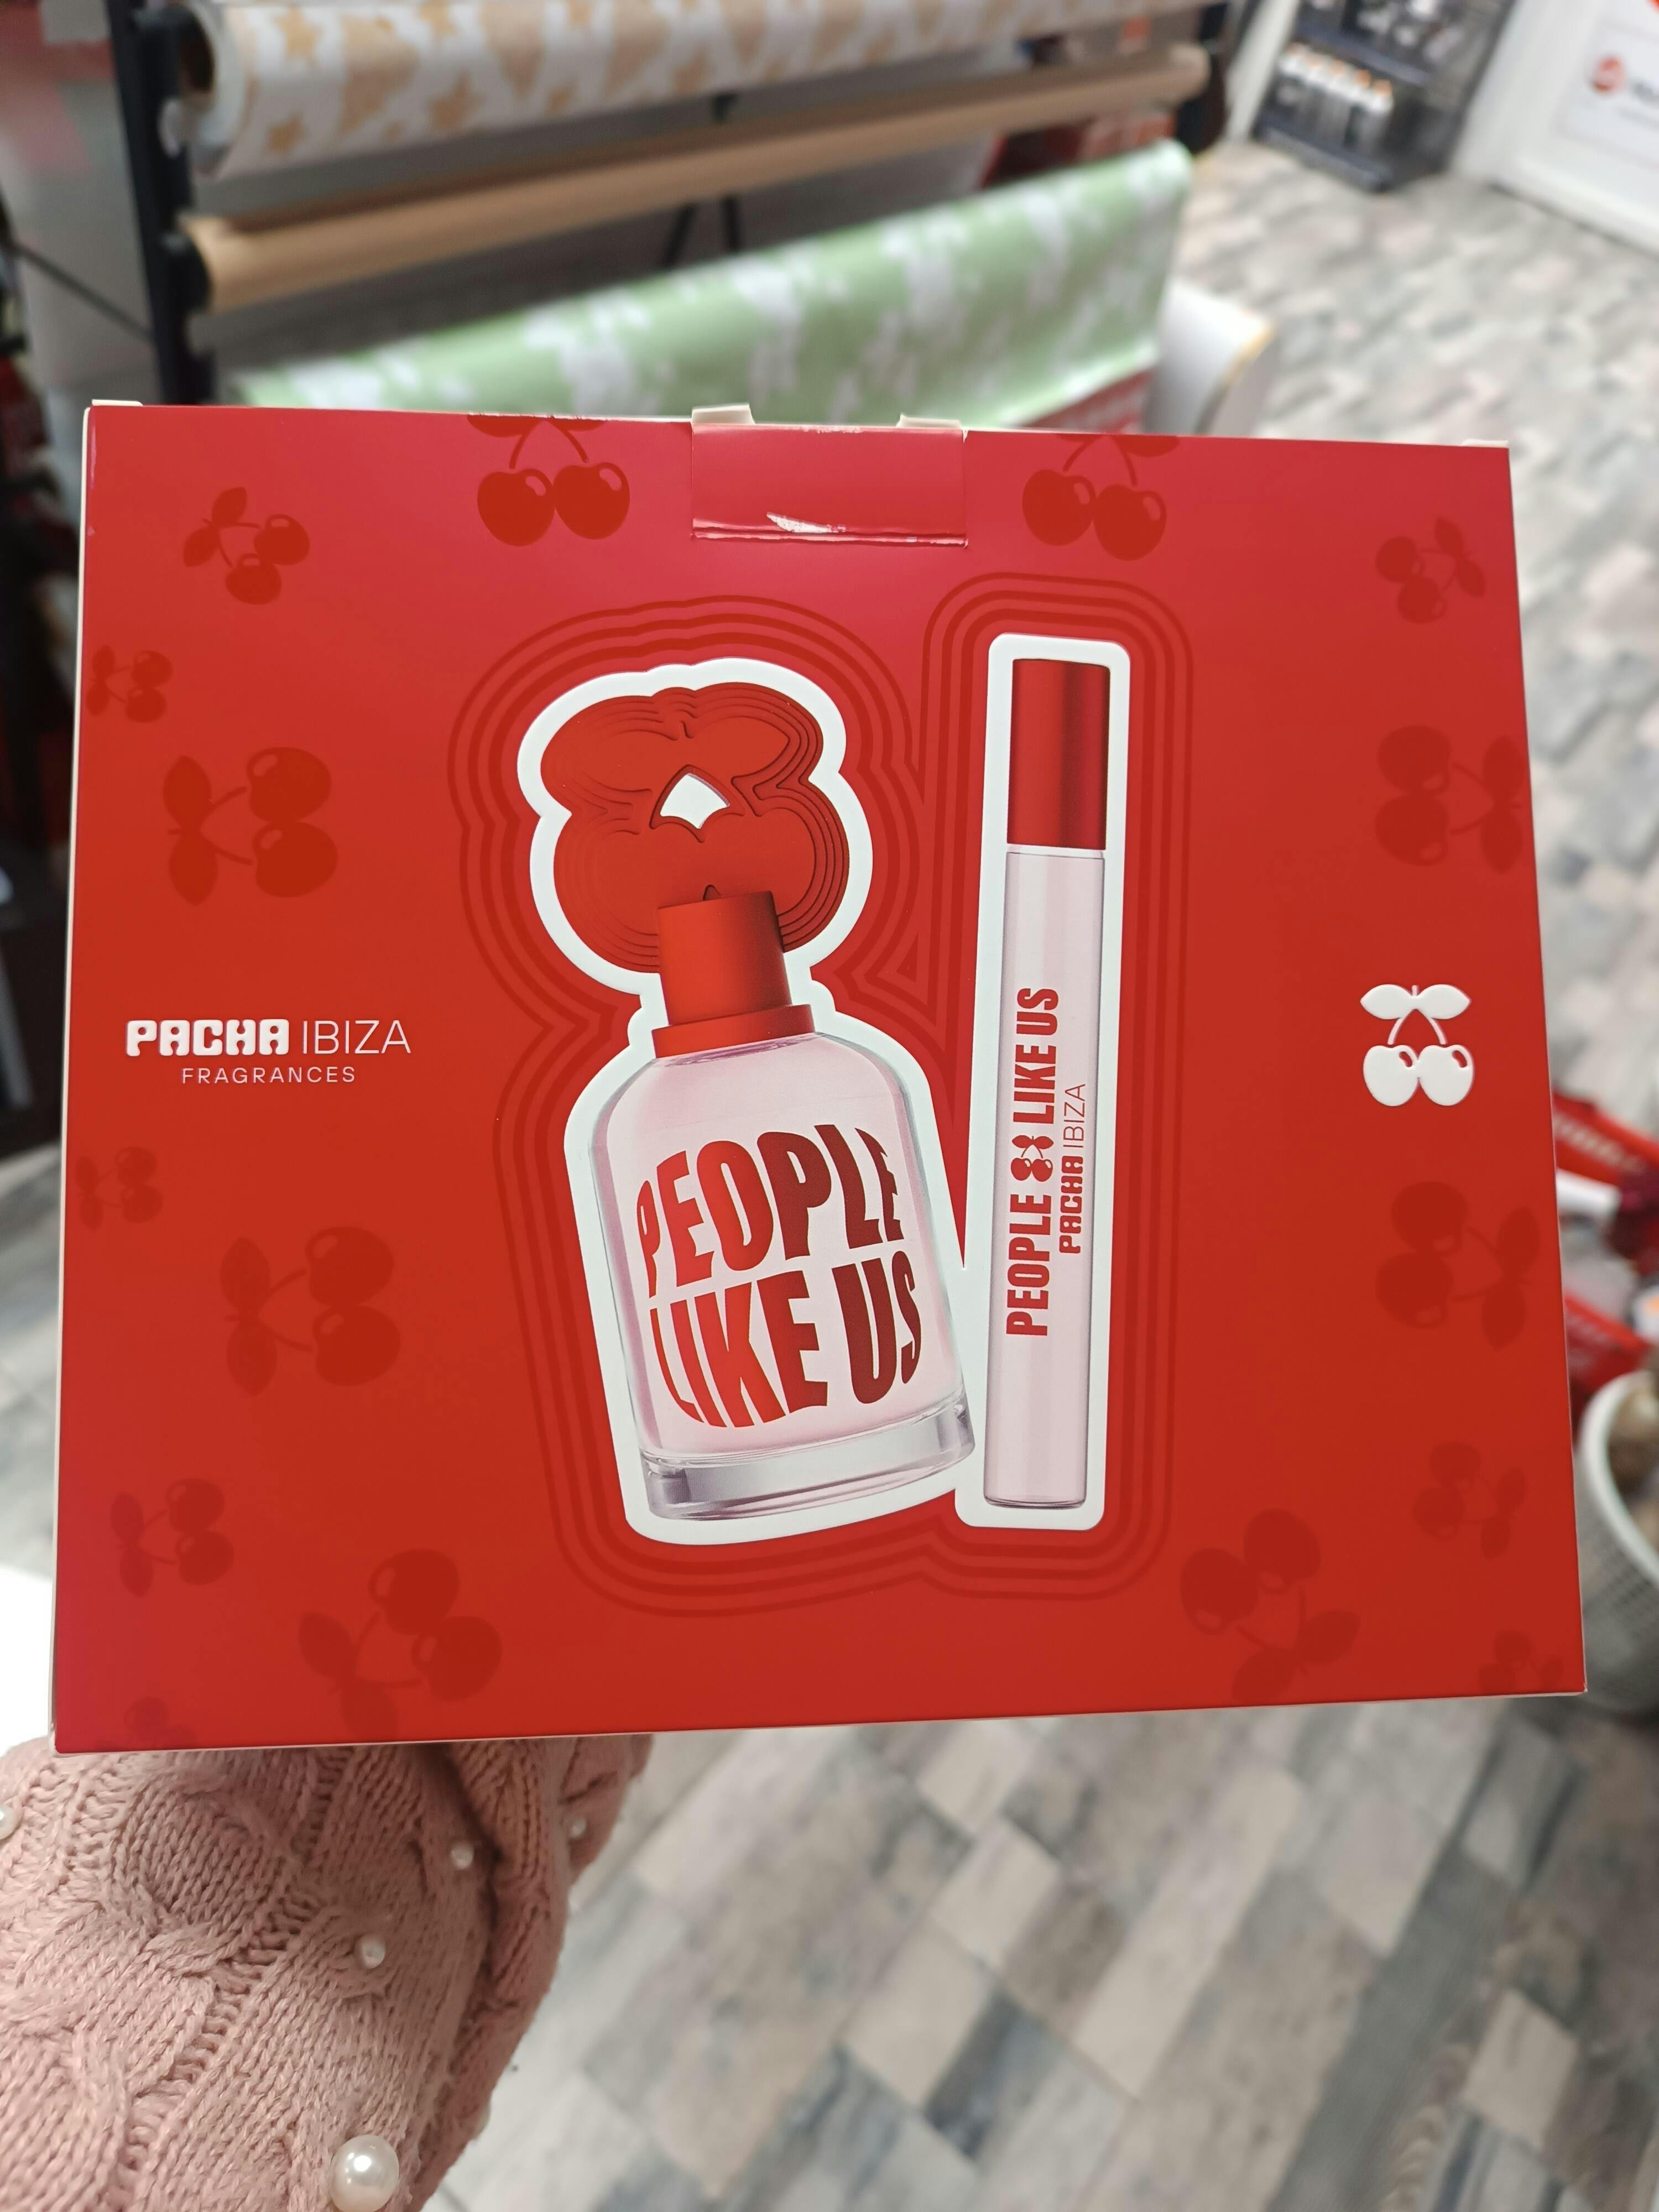 PACHA IBIZA
FRAGRANCES
PEOPLE
LIKE US
PEOPLE LIKE US
PACHA IBIZA